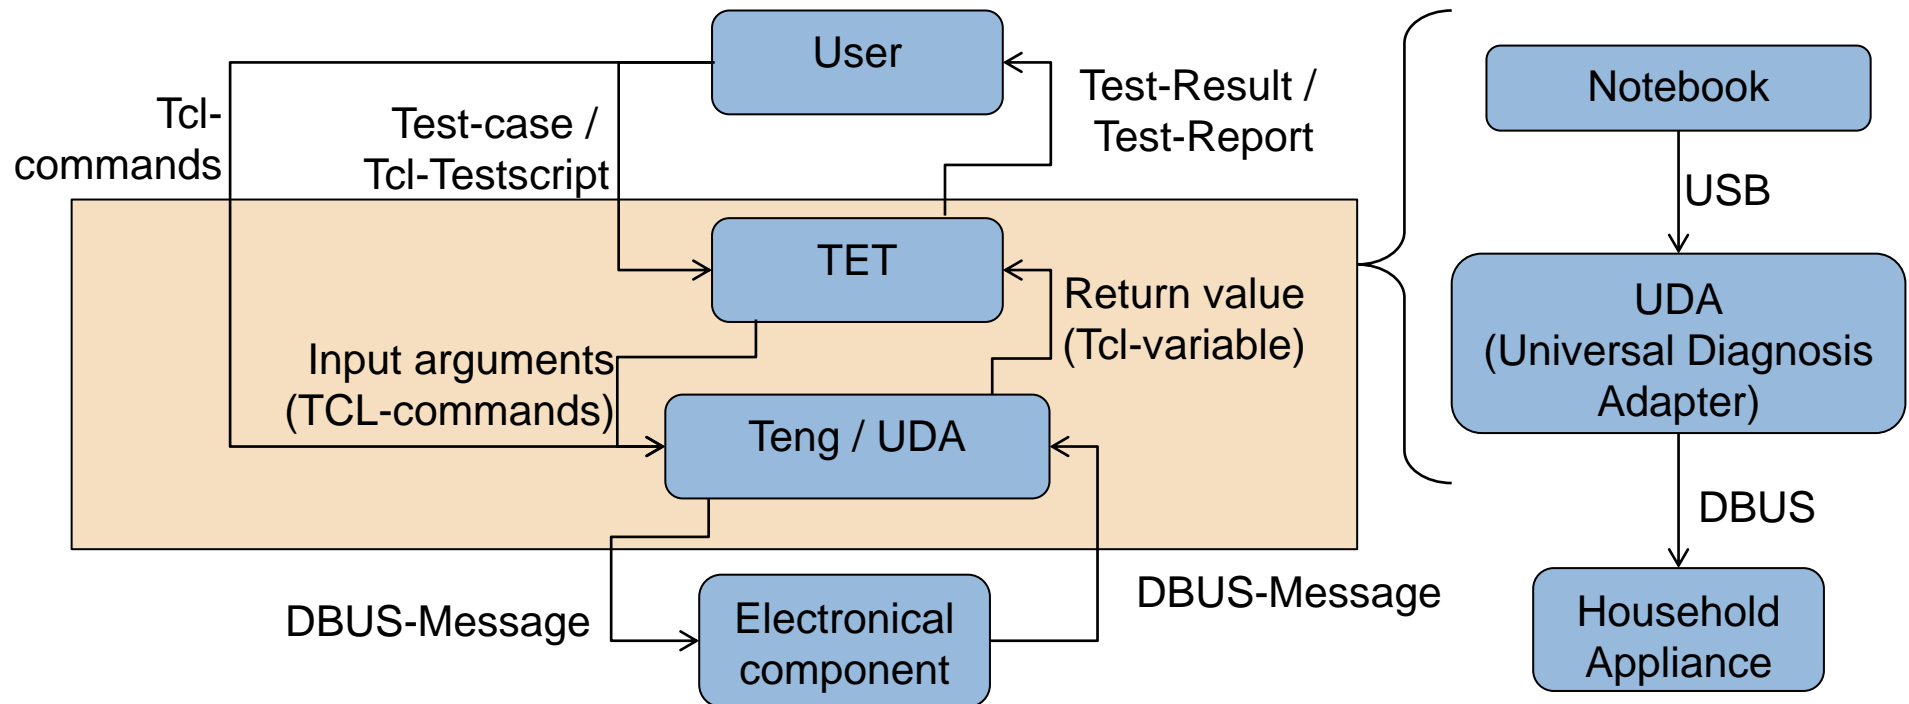 User
Tcl-
commands
Test-case /
Tcl-Testscript
Test-Result /
Test-Report
TET
Return value
(Tcl-variable)
Input arguments
(TCL-commands)
Teng / UDA
DBUS-Message
DBUS-Message
Electronical
component
Notebook
USB
UDA
(Universal Diagnosis
Adapter)
DBUS
Household
Appliance